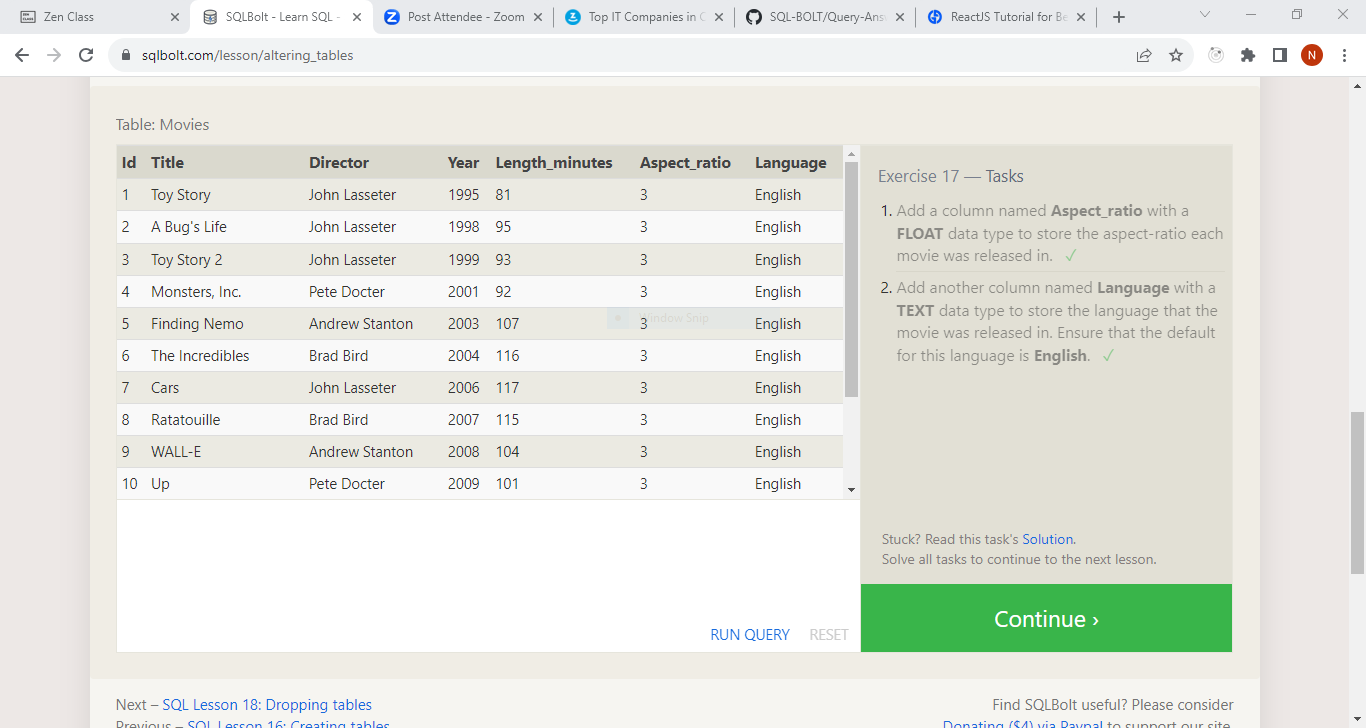 Zen Class
SQLBolt - Learn SQL -
Post Attendee - Zoom
Top IT Companies in C
SQL-BOLT/Query-Ans
ReactJS Tutorial for Be
sqlbolt.com/lesson/altering_tables
N
Table: Movies
Id Title Director Year Length_minutes Aspect_ratio Language
1 Toy Story John Lasseter 1995 81 3 English
2 A Bug's Life John Lasseter 1998 95 3 English
3 Toy Story 2 John Lasseter 1999 93 3 English
4 Monsters, Inc. Pete Docter 2001 92 3 English
5 Finding Nemo Andrew Stanton 2003 107 3 English
6 The Incredibles Brad Bird 2004 116 3 English
7 Cars John Lasseter 2006 117 3 English
8 Ratatouille Brad Bird 2007 115 3 English
9 WALL-E Andrew Stanton 2008 104 3 English
10 Up Pete Docter 2009 101 3 English
Window Snip
RUN QUERY RESET
Exercise 17 — Tasks
1. Add a column named Aspect_ratio with a
FLOAT data type to store the aspect-ratio each
movie was released in. ✓
2. Add another column named Language with a
TEXT data type to store the language that the
movie was released in. Ensure that the default
for this language is English. ✓
Stuck? Read this task's Solution.
Solve all tasks to continue to the next lesson.
Continue ›
Next – SQL Lesson 18: Dropping tables
Previous – SQL Lesson 16: Creating tables
Find SQLBolt useful? Please consider
Donating ($4) via Paypal to support our site.